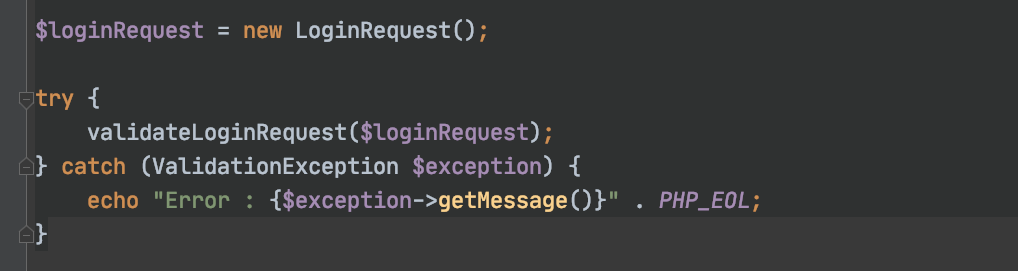 $loginRequest = new LoginRequest();
try {
validateLoginRequest($loginRequest);
} catch (ValidationException $exception) {
echo "Error : {$exception->getMessage()}" . PHP_EOL;
}